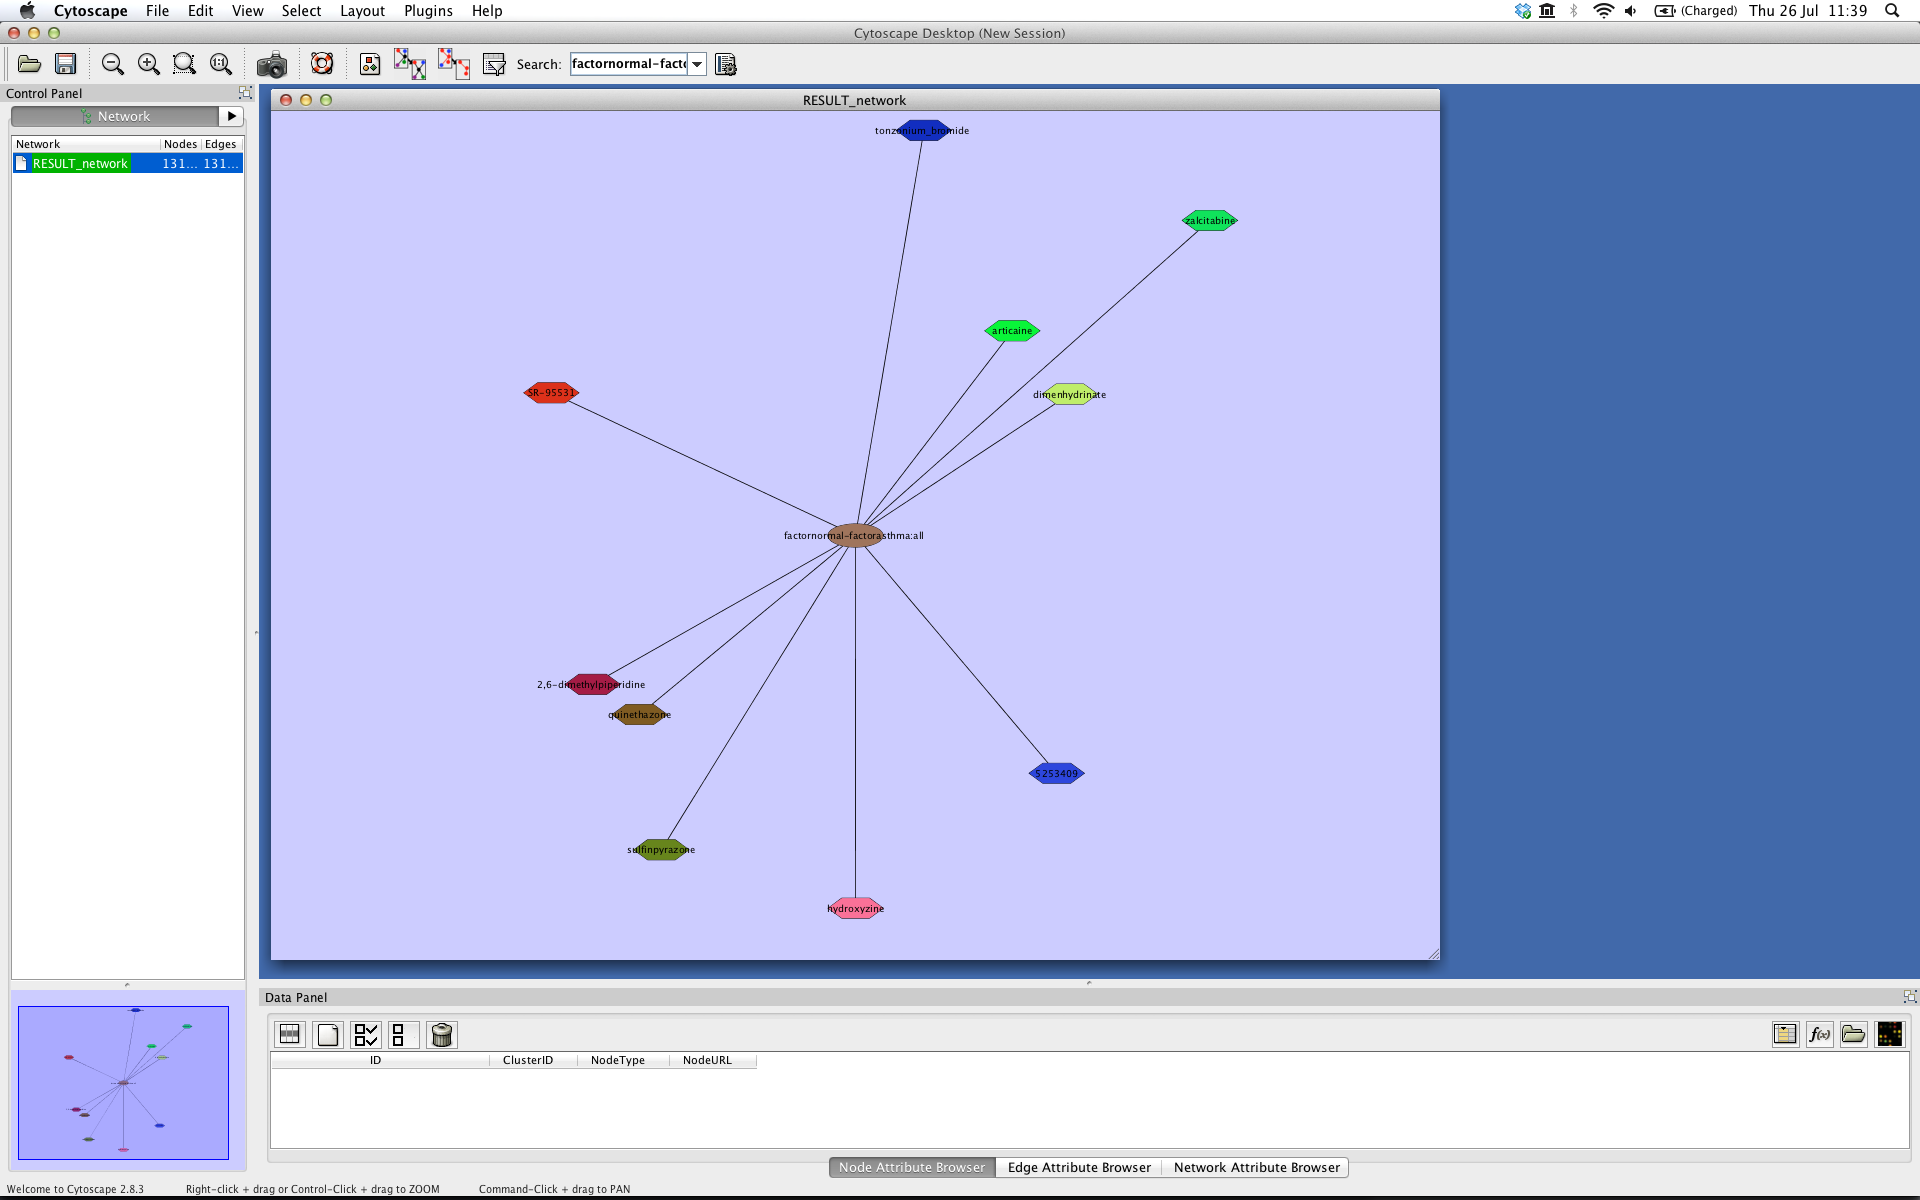 Cytoscape File Edit View Select Layout Plugins Help (Charged) Thu 26 Jul 11:39
Cytoscape Desktop (New Session)
Search: factornormal-facto
Control Panel
Network
Network Nodes Edges
RESULT_network 131... 131...
RESULT_network
tonzonium_bromide
zalcitabine
articaine
SR-95531
dimenhydrinate
factornormal-factorasthma:all
2,6-dimethylpiperidine
quinethazone
5253409
sulfinpyrazone
hydroxyzine
Data Panel
f(x)
ID ClusterID NodeType NodeURL
Node Attribute Browser Edge Attribute Browser Network Attribute Browser
Welcome to Cytoscape 2.8.3 Right-click + drag or Control-Click + drag to ZOOM Command-Click + drag to PAN